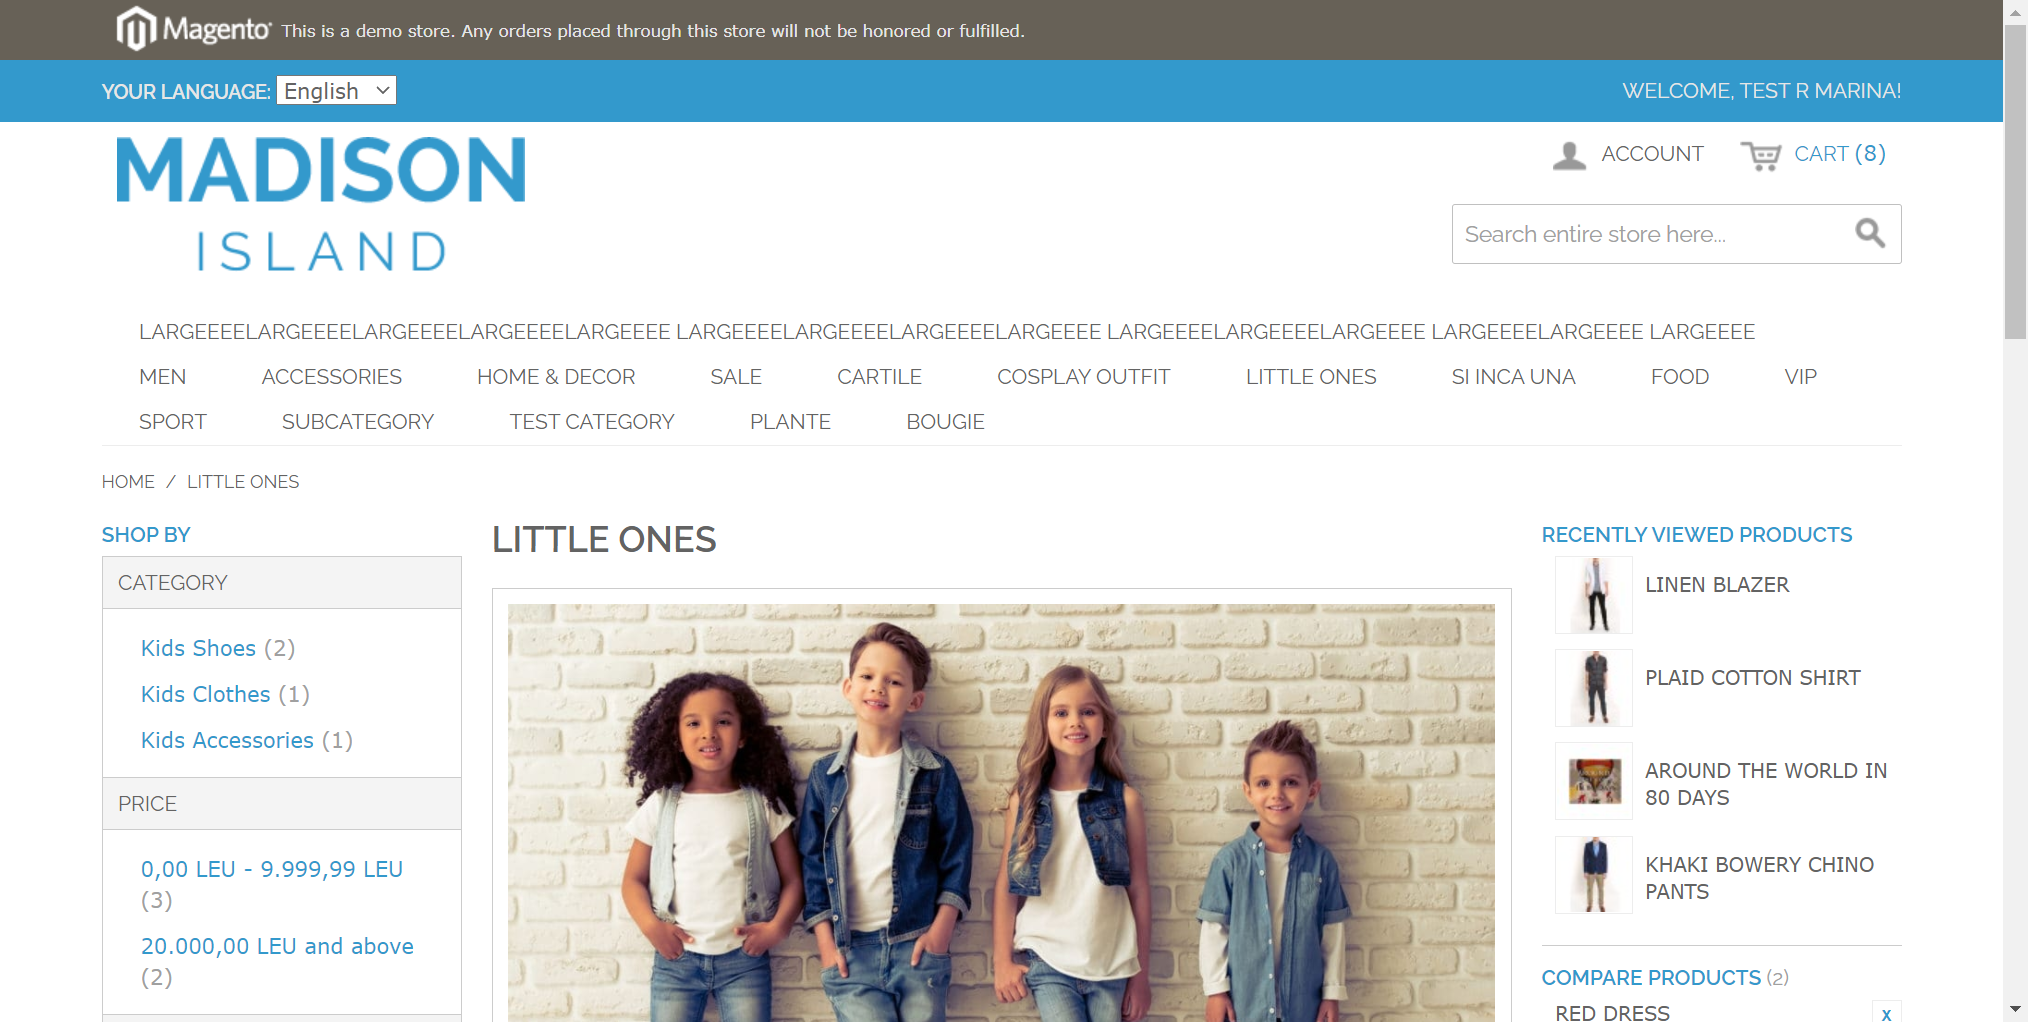 Magento This is a demo store. Any orders placed through this store will not be honored or fulfilled.
YOUR LANGUAGE: English
WELCOME, TEST R MARINA!
MADISON
ISLAND
ACCOUNT
CART (8)
Search entire store here...
LARGEEEELARGEEEELARGEEEELARGEEEELARGEEEE LARGEEEELARGEEEELARGEEEELARGEEEE LARGEEEELARGEEEELARGEEEE LARGEEEELARGEEEE LARGEEEE
MEN ACCESSORIES HOME & DECOR SALE CARTILE COSPLAY OUTFIT LITTLE ONES SI INCA UNA FOOD VIP
SPORT SUBCATEGORY TEST CATEGORY PLANTE BOUGIE
HOME / LITTLE ONES
SHOP BY
CATEGORY
Kids Shoes (2)
Kids Clothes (1)
Kids Accessories (1)
PRICE
0,00 LEU - 9.999,99 LEU
(3)
20.000,00 LEU and above
(2)
LITTLE ONES
RECENTLY VIEWED PRODUCTS
LINEN BLAZER
PLAID COTTON SHIRT
AROUND THE WORLD IN
80 DAYS
KHAKI BOWERY CHINO
PANTS
COMPARE PRODUCTS (2)
RED DRESS
x